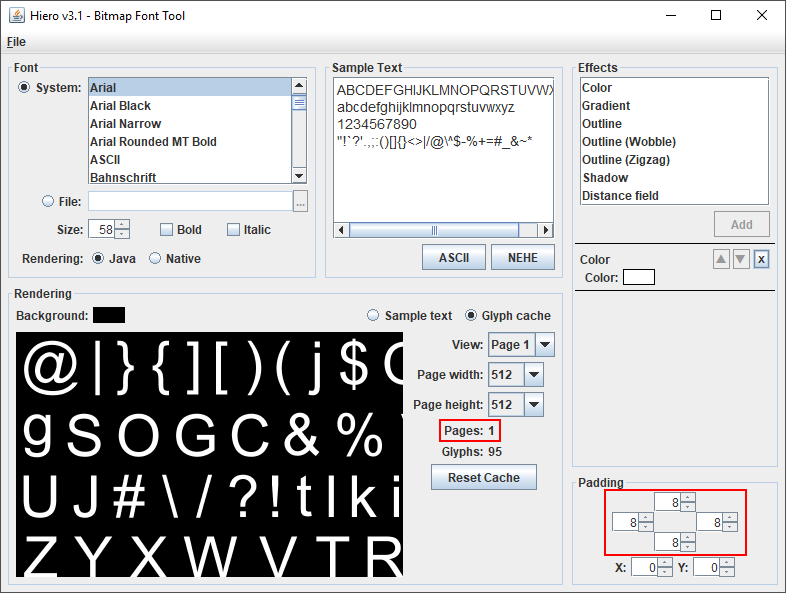 Hiero v3.1 - Bitmap Font Tool
File
Font
System:
Arial
Arial Black
Arial Narrow
Arial Rounded MT Bold
ASCII
Bahnschrift
File:
...
Size: 58 Bold Italic
Rendering: Java Native
Sample Text
ABCDEFGHIJKLMNOPQRSTUVWX
abcdefghijklmnopqrstuvwxyz
1234567890
"!`?'.,;:()[]{}<>|/@\^$-%+=#_&~*
ASCII NEHE
Effects
Color
Gradient
Outline
Outline (Wobble)
Outline (Zigzag)
Shadow
Distance field
Add
Color
x
Color:
Rendering
Background:
Sample text Glyph cache
@|}{][)(j$
gSOGC&%
UJ#\/?!tlki
ZYXWVTR
View: Page 1
Page width: 512
Page height: 512
Pages: 1
Glyphs: 95
Reset Cache
Padding
8
8 8
8
X: 0 Y: 0